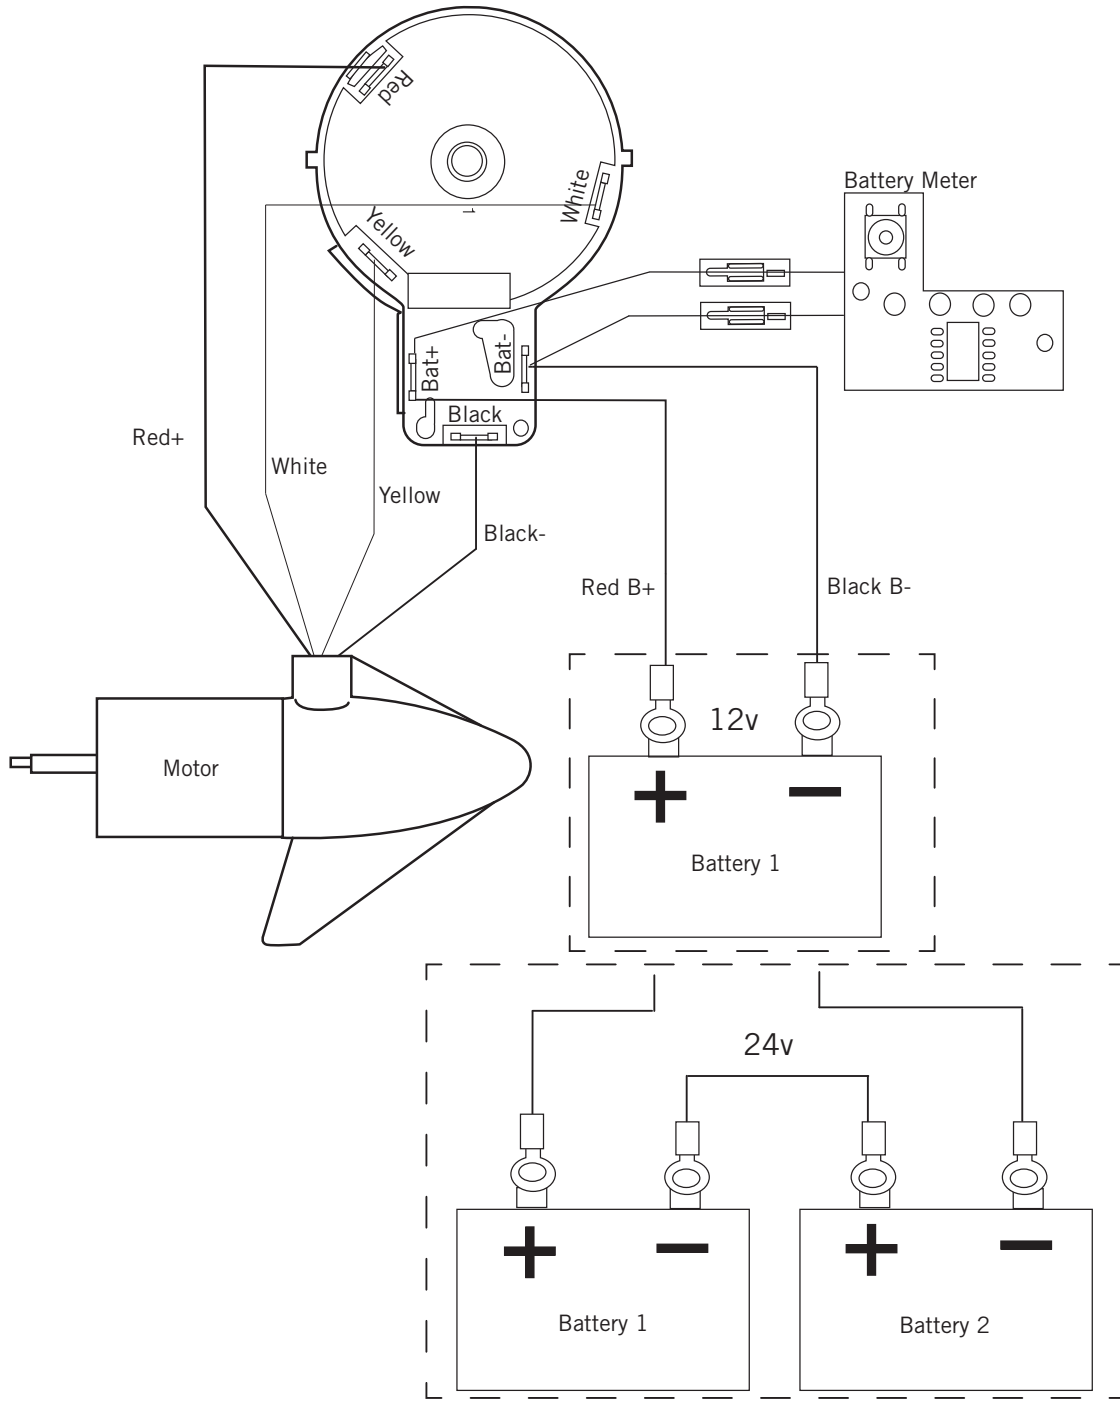 Red
White
Yellow
1
Battery Meter
Bat+
Bat-
Black
Red+
White
Yellow
Black-
Red B+
Black B-
12v
Motor
+ −
Battery 1
24v
+ −
+ −
Battery 1
Battery 2